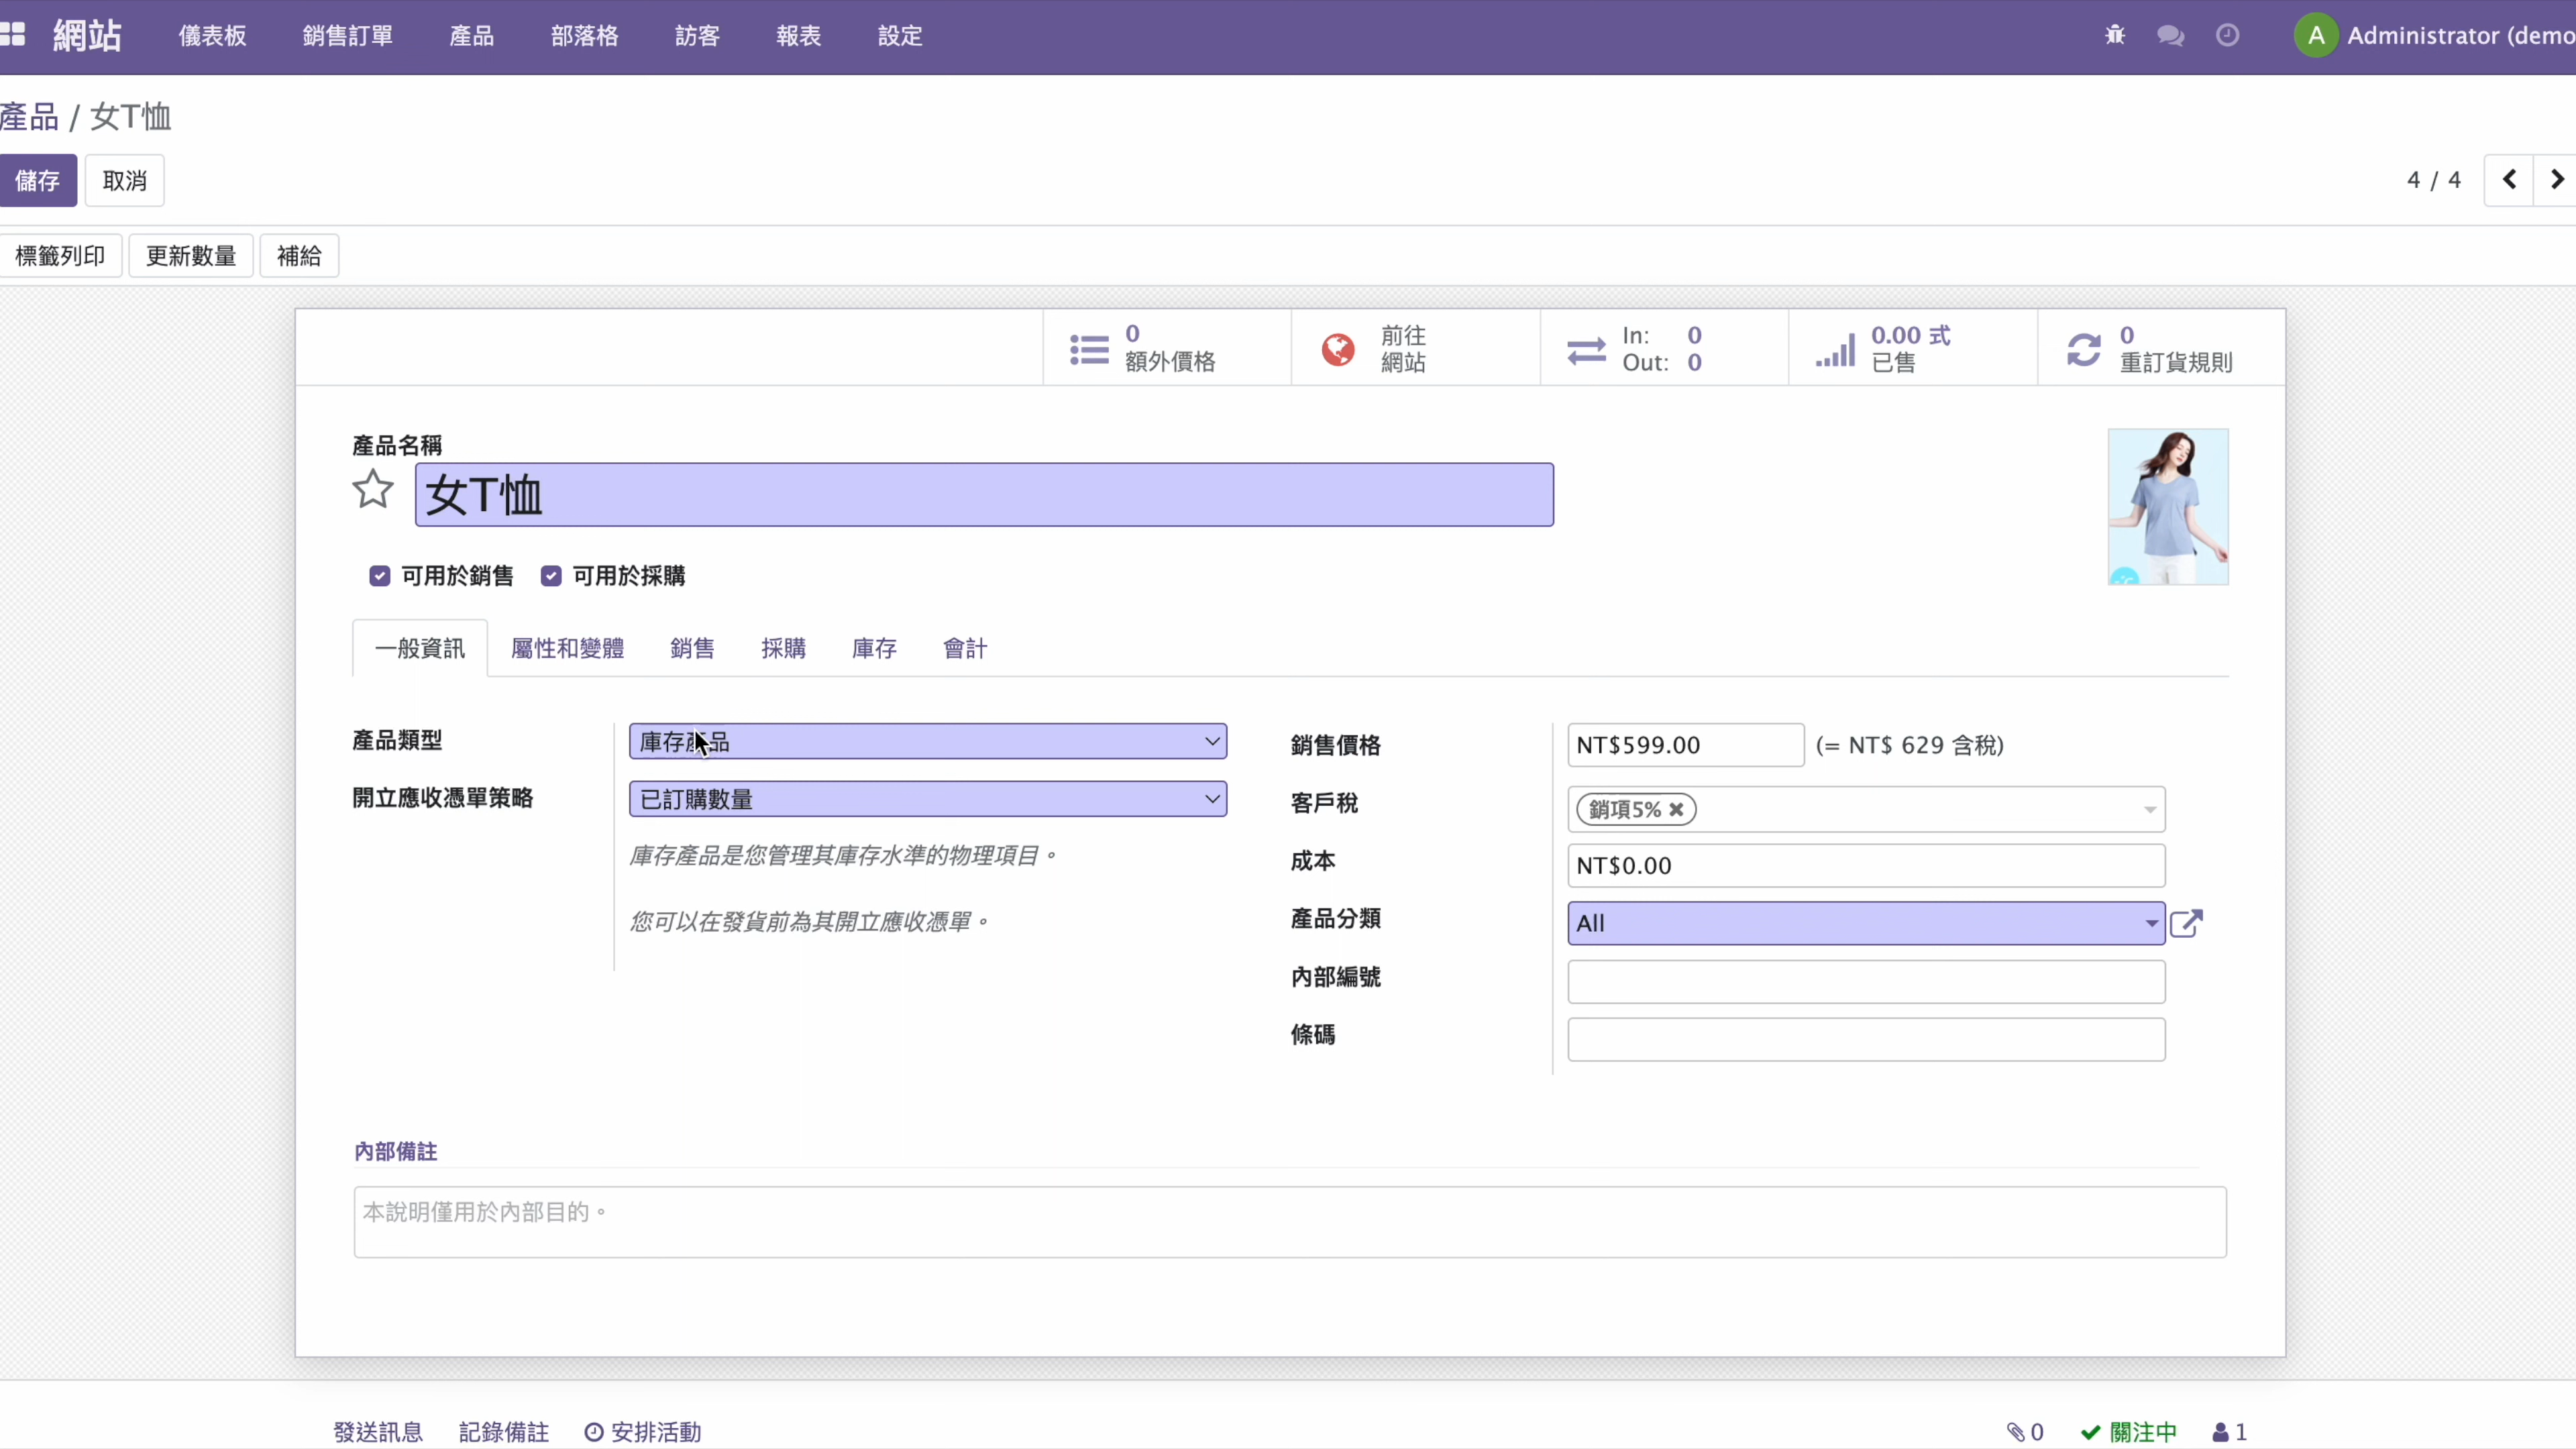 網站 儀表板 銷售訂單 產品 部落格 訪客 報表 設定 A Administrator (demo
產品 / 女T恤
儲存 取消 4 / 4
標籤列印 更新數量 補給
0 額外價格
前往 網站
In: 0
Out: 0
0.00 式 已售
0 重訂貨規則
產品名稱
女T恤
可用於銷售 可用於採購
一般資訊 屬性和變體 銷售 採購 庫存 會計
產品類型 庫存產品
開立應收憑單策略 已訂購數量
庫存產品是您管理其庫存水準的物理項目。
您可以在發貨前為其開立應收憑單。
銷售價格 NT$599.00 (= NT$ 629 含稅)
客戶稅 銷項5% ✖
成本 NT$0.00
產品分類 All
內部編號
條碼
內部備註
本說明僅用於內部目的。
發送訊息 記錄備註 安排活動 0 關注中 1